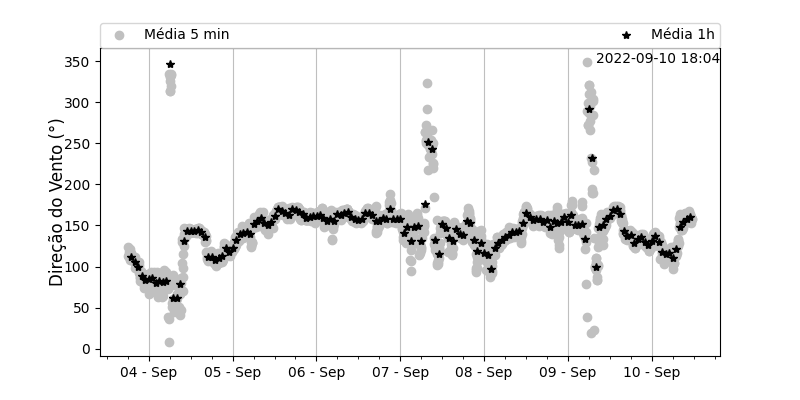 Média 5 min
Média 1h
2022-09-10 18:04
Direção do Vento (°)
350
300
250
200
150
100
50
0
04 - Sep
05 - Sep
06 - Sep
07 - Sep
08 - Sep
09 - Sep
10 - Sep